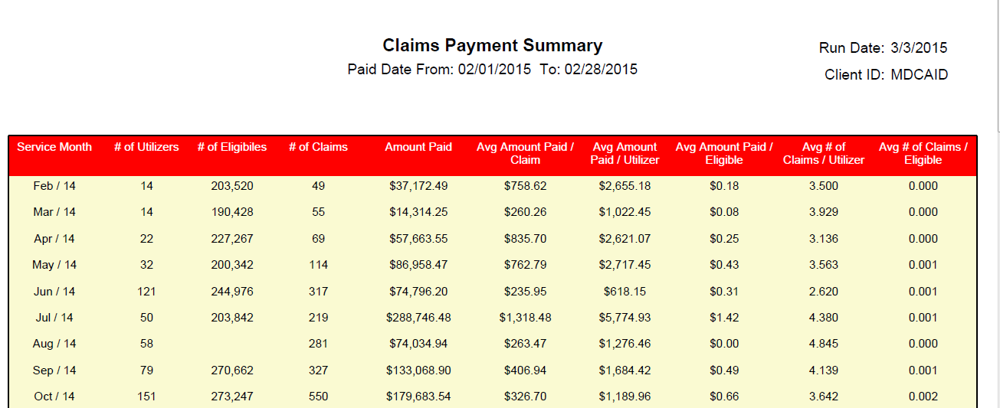 Claims Payment Summary
Run Date: 3/3/2015
Paid Date From: 02/01/2015 To: 02/28/2015
Client ID: MDCAID
Service Month # of Utilizers # of Eligibiles # of Claims Amount Paid Avg Amount Paid / Claim Avg Amount Paid / Utilizer Avg Amount Paid / Eligible Avg # of Claims / Utilizer Avg # of Claims / Eligible
Feb / 14 14 203,520 49 $37,172.49 $758.62 $2,655.18 $0.18 3.500 0.000
Mar / 14 14 190,428 55 $14,314.25 $260.26 $1,022.45 $0.08 3.929 0.000
Apr / 14 22 227,267 69 $57,663.55 $835.70 $2,621.07 $0.25 3.136 0.000
May / 14 32 200,342 114 $86,958.47 $762.79 $2,717.45 $0.43 3.563 0.001
Jun / 14 121 244,976 317 $74,796.20 $235.95 $618.15 $0.31 2.620 0.001
Jul / 14 50 203,842 219 $288,746.48 $1,318.48 $5,774.93 $1.42 4.380 0.001
Aug / 14 58 281 $74,034.94 $263.47 $1,276.46 $0.00 4.845 0.000
Sep / 14 79 270,662 327 $133,068.90 $406.94 $1,684.42 $0.49 4.139 0.001
Oct / 14 151 273,247 550 $179,683.54 $326.70 $1,189.96 $0.66 3.642 0.002